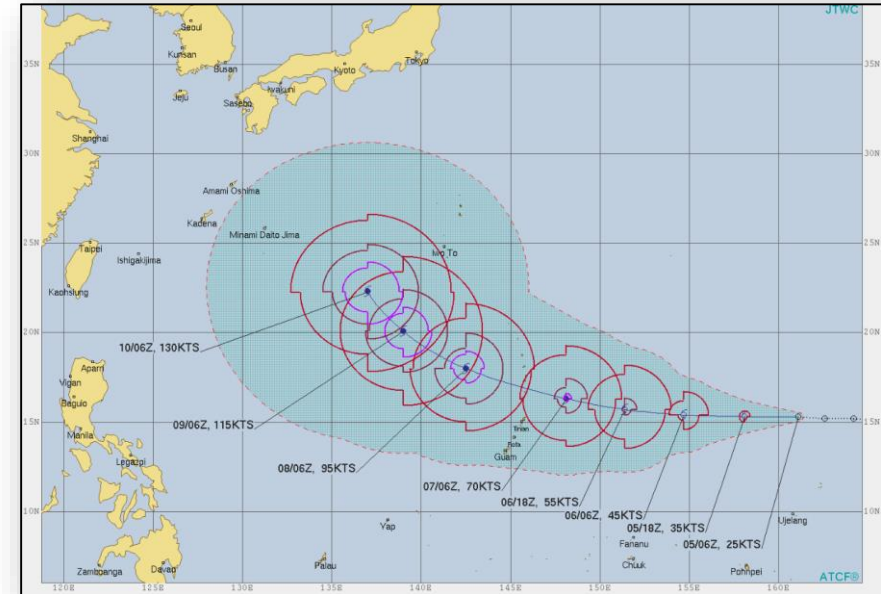 JTWC
Seoul
Kunsan
Busan
Kyoto
Tokyo
35N
35N
Iwakuni
Jeju
Sasebo
Shanghai
30N
30N
Amami Oshima
Kadena
Minami Daito Jima
25N
25N
Taipei
Iwo To
Ishigakijima
Kaohsiung
10/06Z, 130KTS
20N
20N
Aparri
Vigan
09/06Z, 115KTS
Baguio
15N
15N
Manila
Tinian
Rota
08/06Z, 95KTS
Legazpi
Guam
07/06Z, 70KTS
06/18Z, 55KTS
06/06Z, 45KTS
05/18Z, 35KTS
05/06Z, 25KTS
10N
10N
Yap
Ujelang
Fananu
Zamboanga
Davao
Palau
Chuuk
Pohnpei
ATCF®
120E
125E
130E
135E
140E
145E
150E
155E
160E